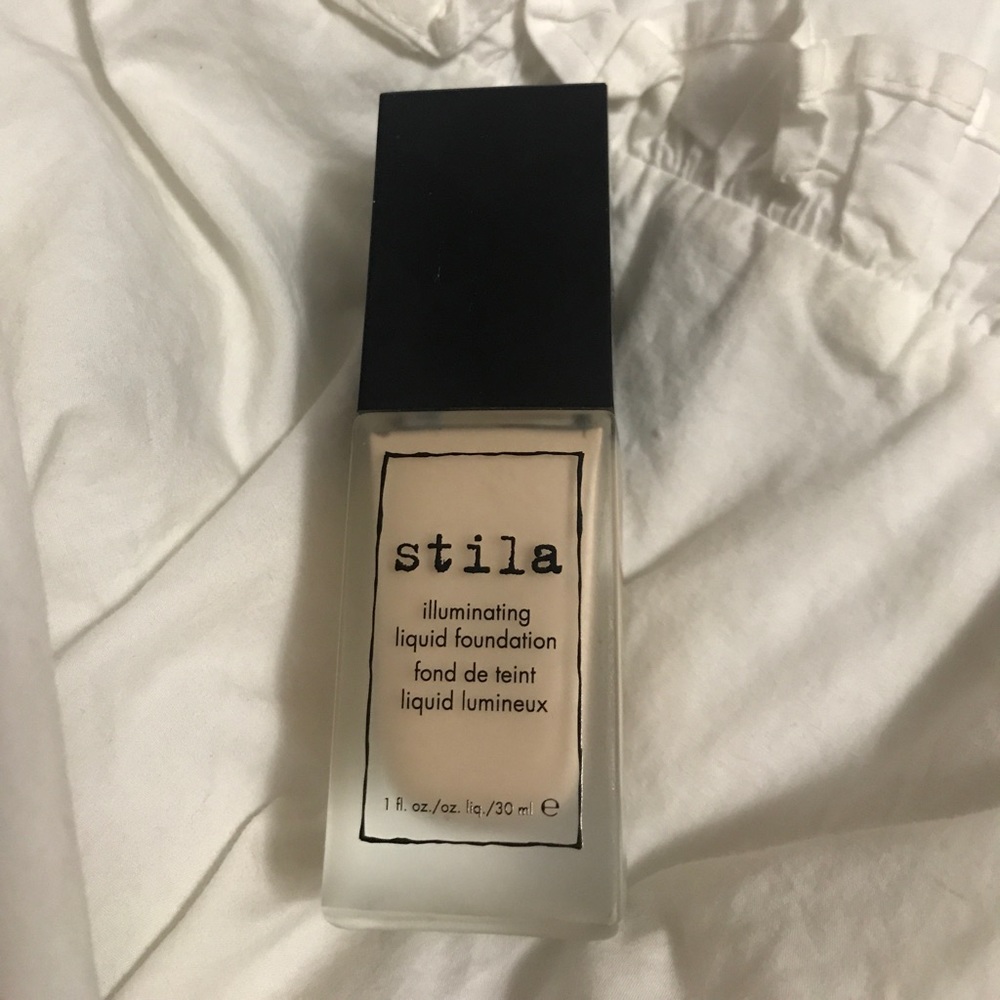 stila
illuminating
liquid foundation
fond de teint
liquid lumineux
1 fl. oz./oz. liq./30 ml ℮